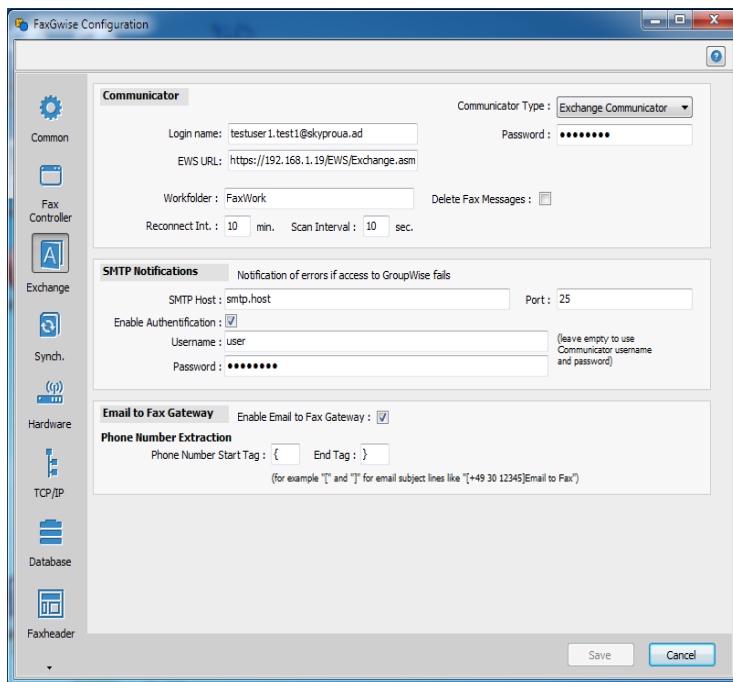 FaxGwise Configuration
Common
Fax
Controller
Exchange
Synch.
Hardware
TCP/IP
Database
Faxheader
Communicator
Communicator Type : Exchange Communicator
Login name: testuser1.test1@skyproua.ad
Password : ●●●●●●●●
EWS URL: https://192.168.1.19/EWS/Exchange.asm
Workfolder : FaxWork
Delete Fax Messages :
Reconnect Int. : 10 min. Scan Interval : 10 sec.
SMTP Notifications Notification of errors if access to GroupWise fails
SMTP Host : smtp.host Port : 25
Enable Authentification :
Username : user
(leave empty to use
Communicator username
and password)
Password : ●●●●●●●●
Email to Fax Gateway Enable Email to Fax Gateway :
Phone Number Extraction
Phone Number Start Tag : { End Tag : }
(for example "[" and "]" for email subject lines like "[+49 30 12345]Email to Fax")
Save Cancel